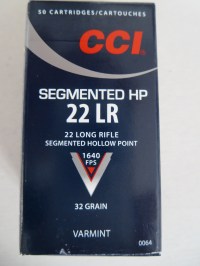 50 CARTRIDGES/CARTOUCHES
CCI
SEGMENTED HP
22 LR
22 LONG RIFLE
SEGMENTED HOLLOW POINT
1640
FPS
32 GRAIN
VARMINT
0064